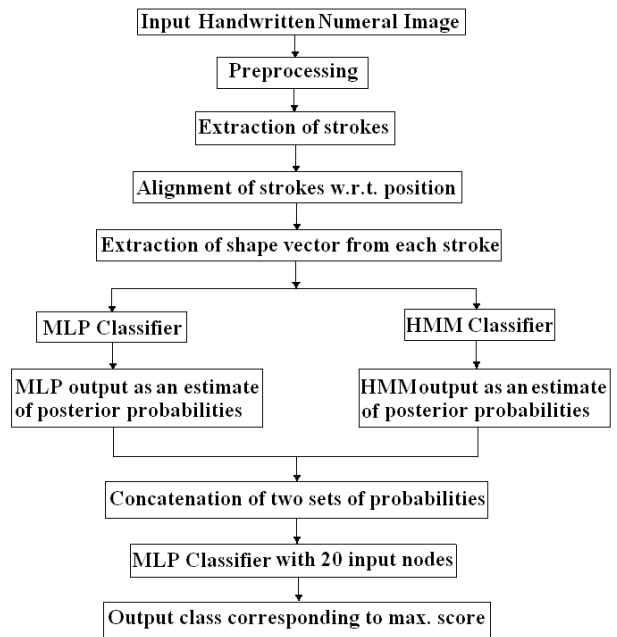 Input Handwritten Numeral Image
Preprocessing
Extraction of strokes
Alignment of strokes w.r.t. position
Extraction of shape vector from each stroke
MLP Classifier
HMM Classifier
MLP output as an estimate
of posterior probabilities
HMM output as an estimate
of posterior probabilities
Concatenation of two sets of probabilities
MLP Classifier with 20 input nodes
Output class corresponding to max. score